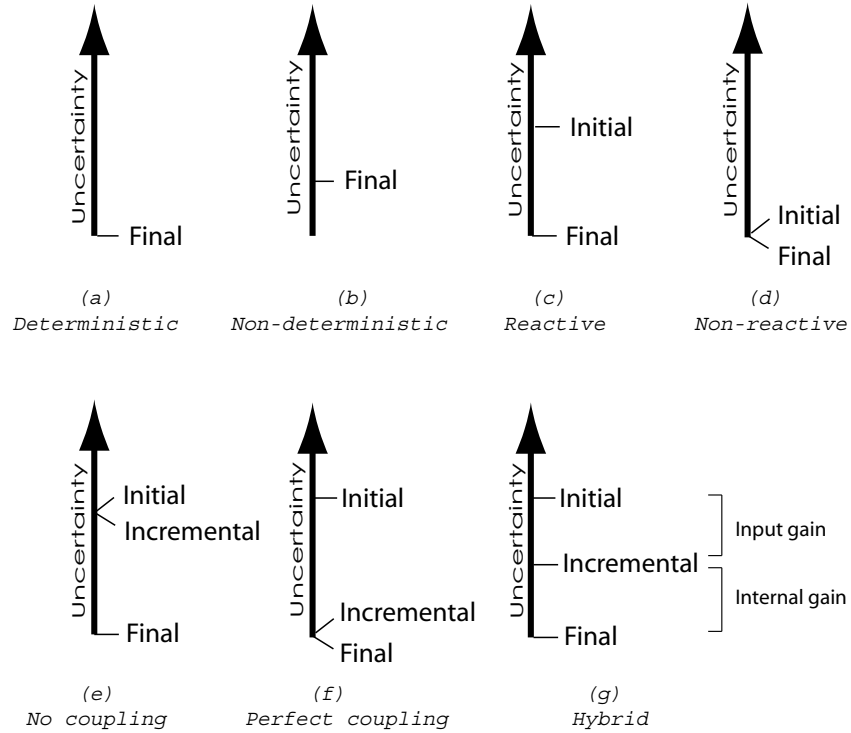 Uncertainty
Final
(a)
Deterministic
Uncertainty
Final
(b)
Non-deterministic
Uncertainty
Initial
Final
(c)
Reactive
Uncertainty
Initial
Final
(d)
Non-reactive
Uncertainty
Initial
Incremental
Final
(e)
No coupling
Uncertainty
Initial
Incremental
Final
(f)
Perfect coupling
Uncertainty
Initial
Incremental
Final
Input gain
Internal gain
(g)
Hybrid